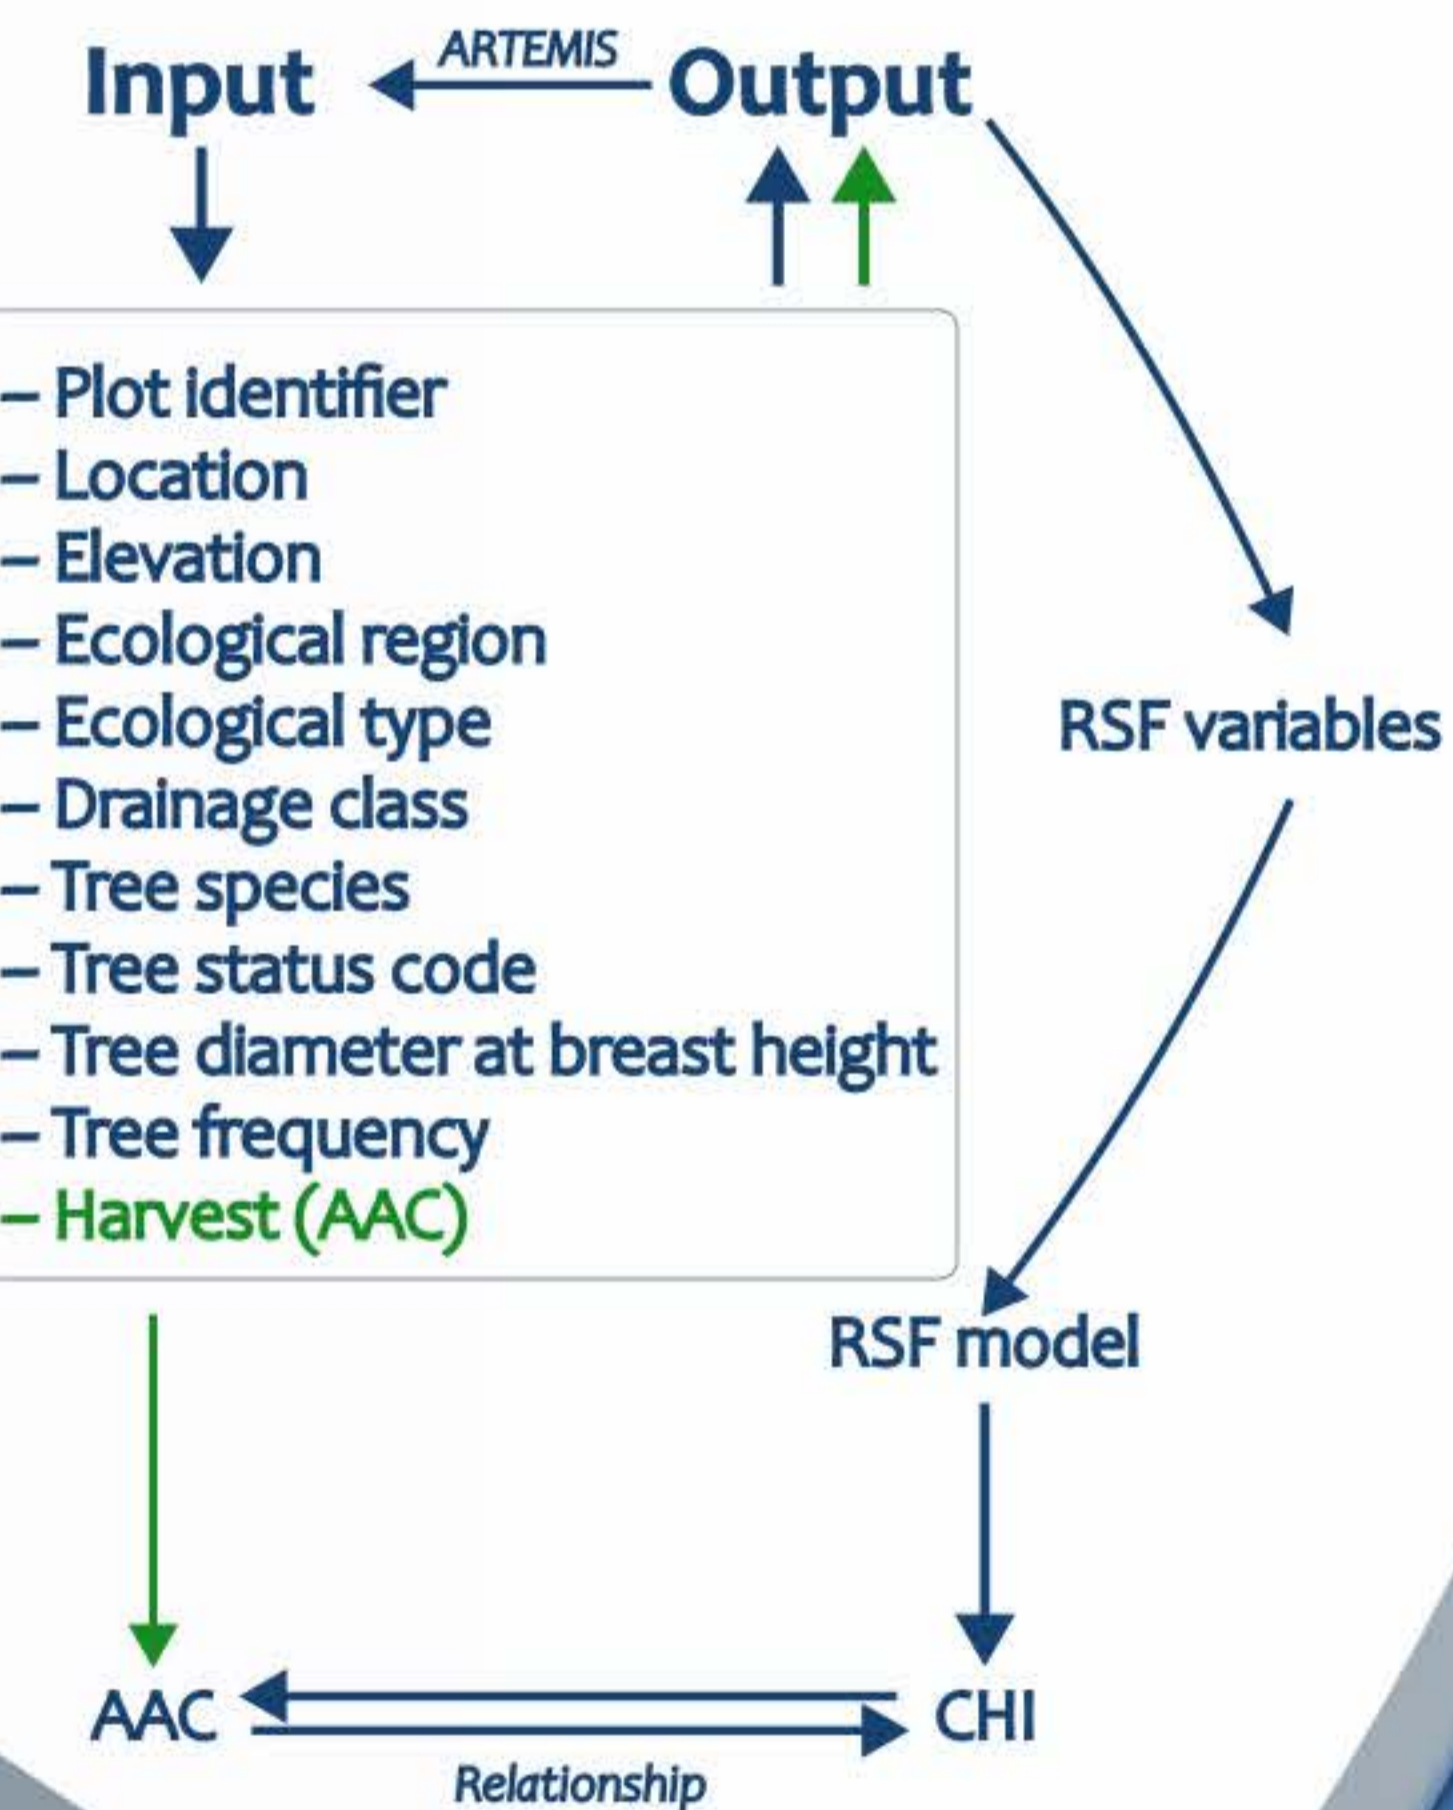 Input
ARTEMIS
Output
– Plot identifier
– Location
– Elevation
– Ecological region
– Ecological type
– Drainage class
– Tree species
– Tree status code
– Tree diameter at breast height
– Tree frequency
– Harvest (AAC)
RSF variables
RSF model
AAC
CHI
Relationship